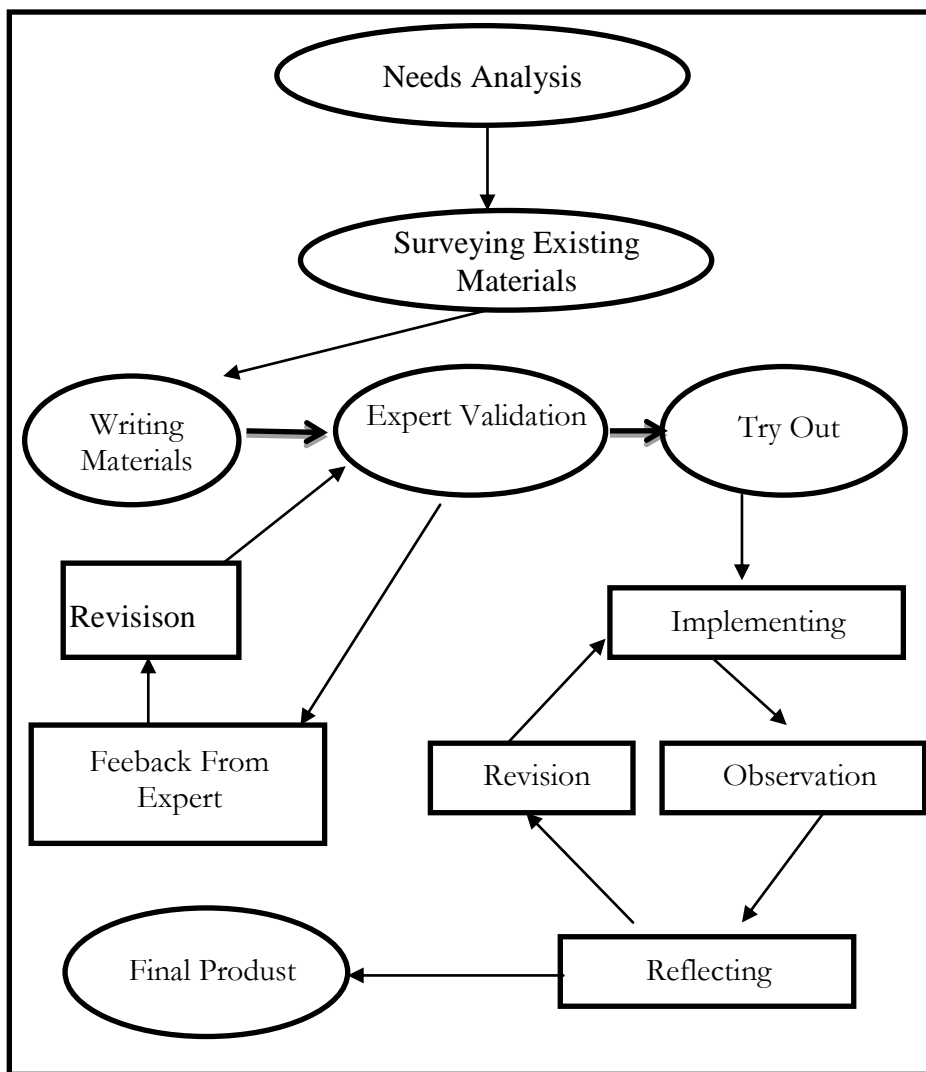 Needs Analysis
Surveying Existing
Materials
Writing
Materials
Expert Validation
Try Out
Revisison
Implementing
Feeback From
Expert
Revision
Observation
Final Produst
Reflecting